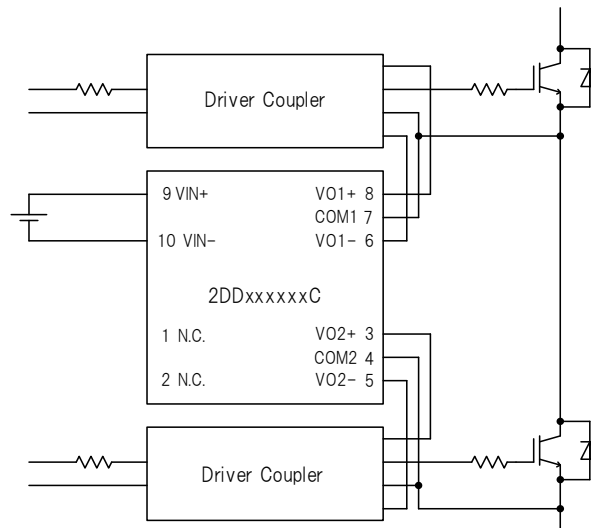 Driver Coupler
9 VIN+ VO1+ 8
COM1 7
10 VIN- VO1- 6
2DDxxxxxxC
1 N.C. VO2+ 3
COM2 4
2 N.C. VO2- 5
Driver Coupler